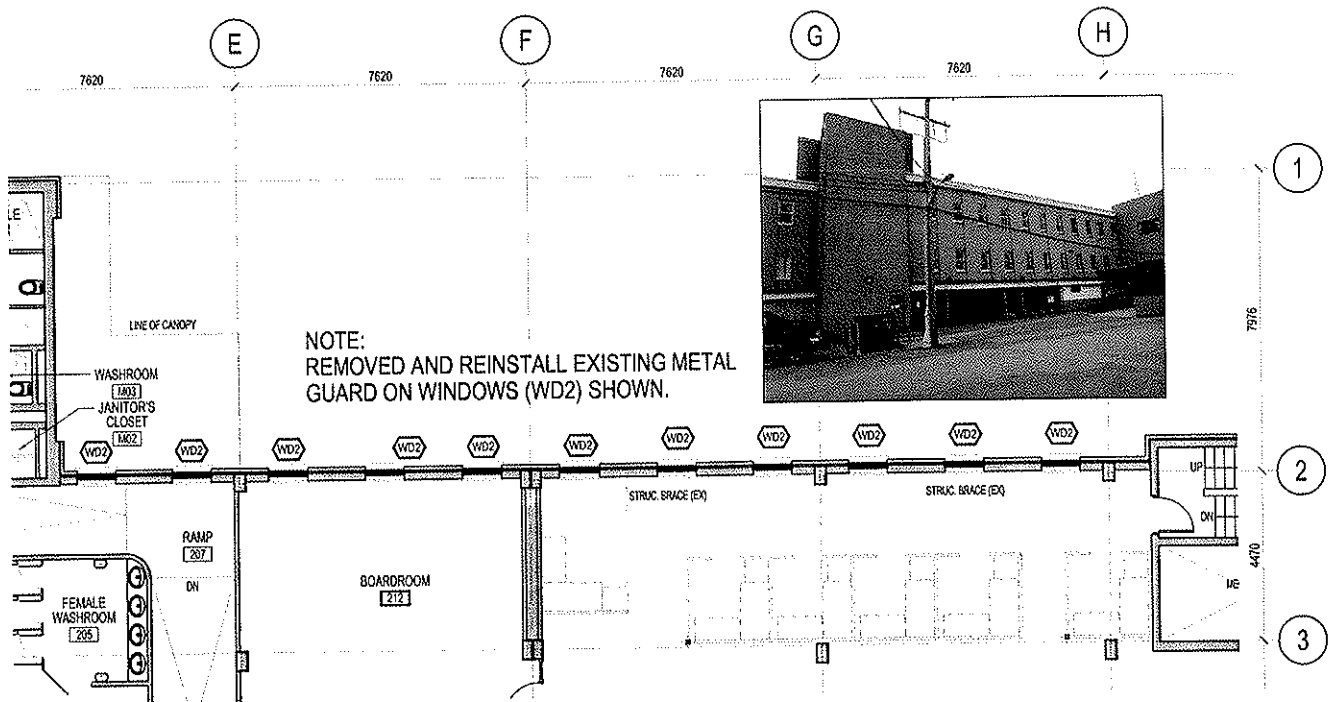 E
F
G
H
7620
7620
7620
7620
1
LINE OF CANOPY
NOTE:
REMOVED AND REINSTALL EXISTING METAL
GUARD ON WINDOWS (WD2) SHOWN.
7976
WASHROOM
M03
JANITOR'S
CLOSET
M02
WD2
WD2
WD2
WD2
WD2
WD2
WD2
WD2
WD2
WD2
WD2
2
UP
DN
STRUC. BRACE (EX)
STRUC. BRACE (EX)
RAMP
207
DN
BOARDROOM
212
4470
FEMALE
WASHROOM
205
3